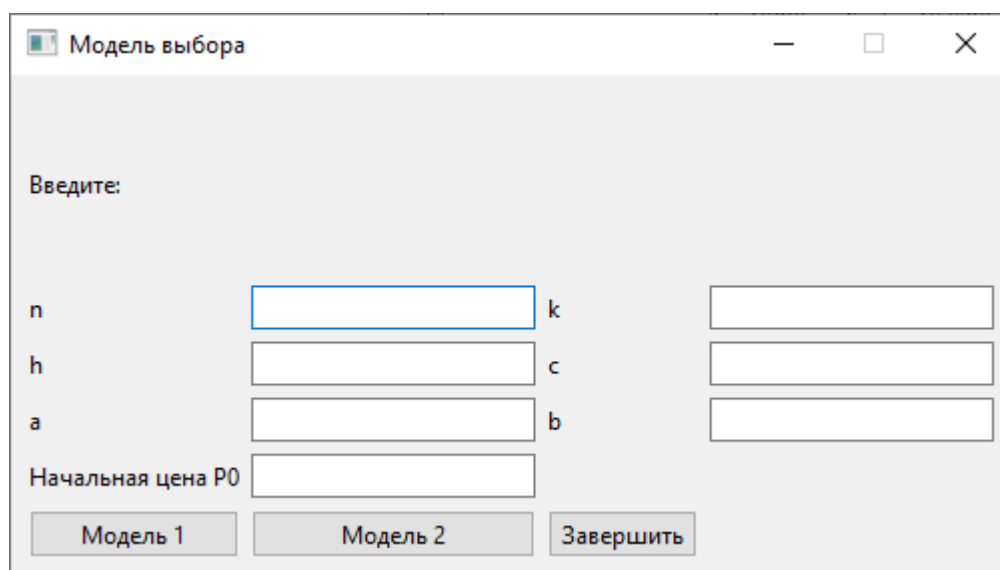 Модель выбора
Введите:
n k
h c
a b
Начальная цена P0
Модель 1 Модель 2 Завершить